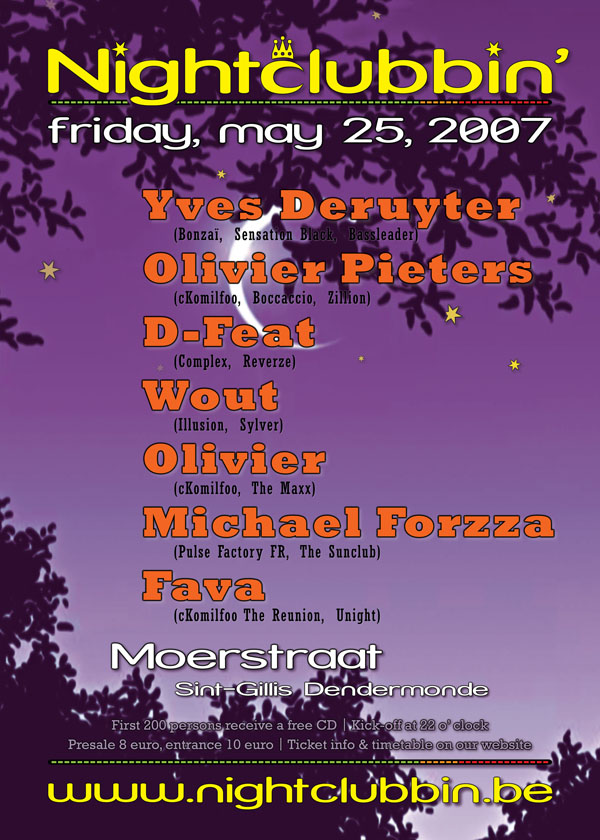 Nightclubbin'
friday, may 25, 2007
Yves Deruyter
(Bonzaï, Sensation Black, Bassleader)
Olivier Pieters
(cKomilfoo, Boccaccio, Zillion)
D-Feat
(Complex, Reverze)
Wout
(Illusion, Sylver)
Olivier
(cKomilfoo, The Maxx)
Michael Forzza
(Pulse Factory FR, The Sunclub)
Fava
(cKomilfoo The Reunion, Unight)
Moerstraat
Sint-Gillis Dendermonde
First 200 persons receive a free CD | Kick-off at 22 o' clock
Presale 8 euro, entrance 10 euro | Ticket info & timetable on our website
www.nightclubbin.be